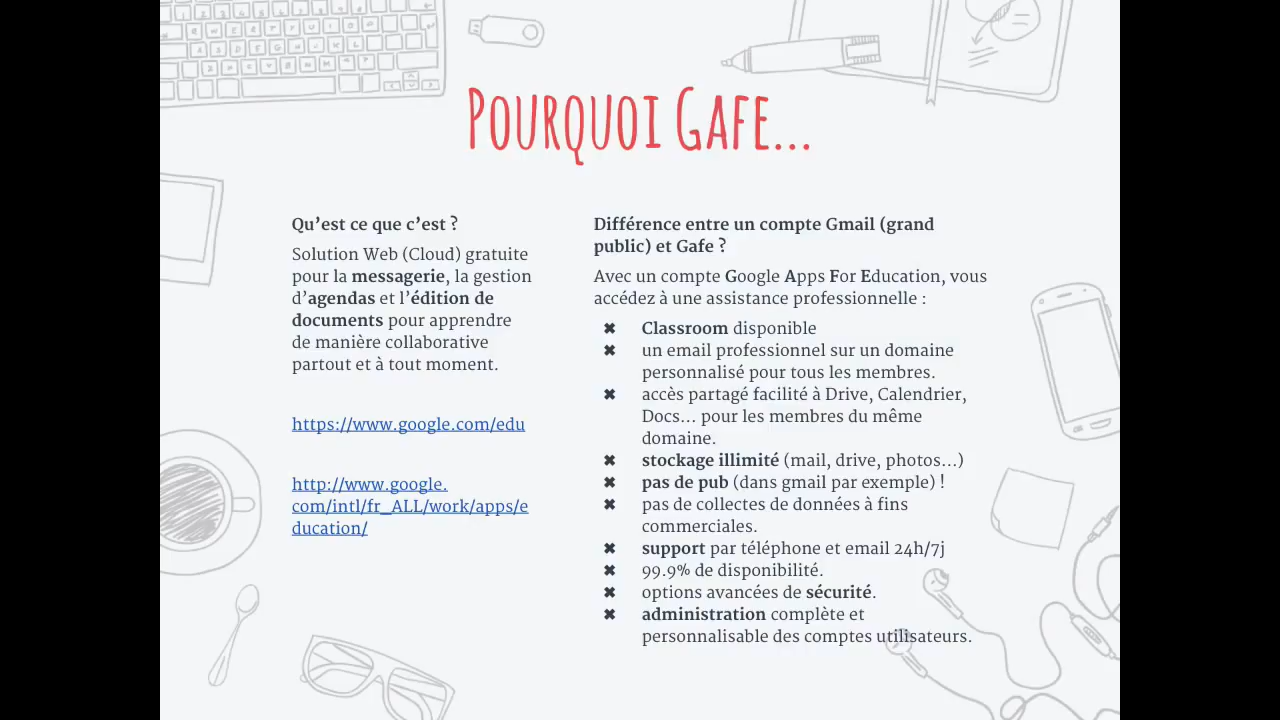 Pourquoi Gafe...
Qu’est ce que c’est ?
Solution Web (Cloud) gratuite
pour la messagerie, la gestion
d’agendas et l’édition de
documents pour apprendre
de manière collaborative
partout et à tout moment.
https://www.google.com/edu
http://www.google.
com/intl/fr_ALL/work/apps/e
ducation/
Différence entre un compte Gmail (grand
public) et Gafe ?
Avec un compte Google Apps For Education, vous
accédez à une assistance professionnelle :
✖ Classroom disponible
✖ un email professionnel sur un domaine
personnalisé pour tous les membres.
✖ accès partagé facilité à Drive, Calendrier,
Docs... pour les membres du même
domaine.
✖ stockage illimité (mail, drive, photos...)
✖ pas de pub (dans gmail par exemple) !
✖ pas de collectes de données à fins
commerciales.
✖ support par téléphone et email 24h/7j
✖ 99.9% de disponibilité.
✖ options avancées de sécurité.
✖ administration complète et
personnalisable des comptes utilisateurs.